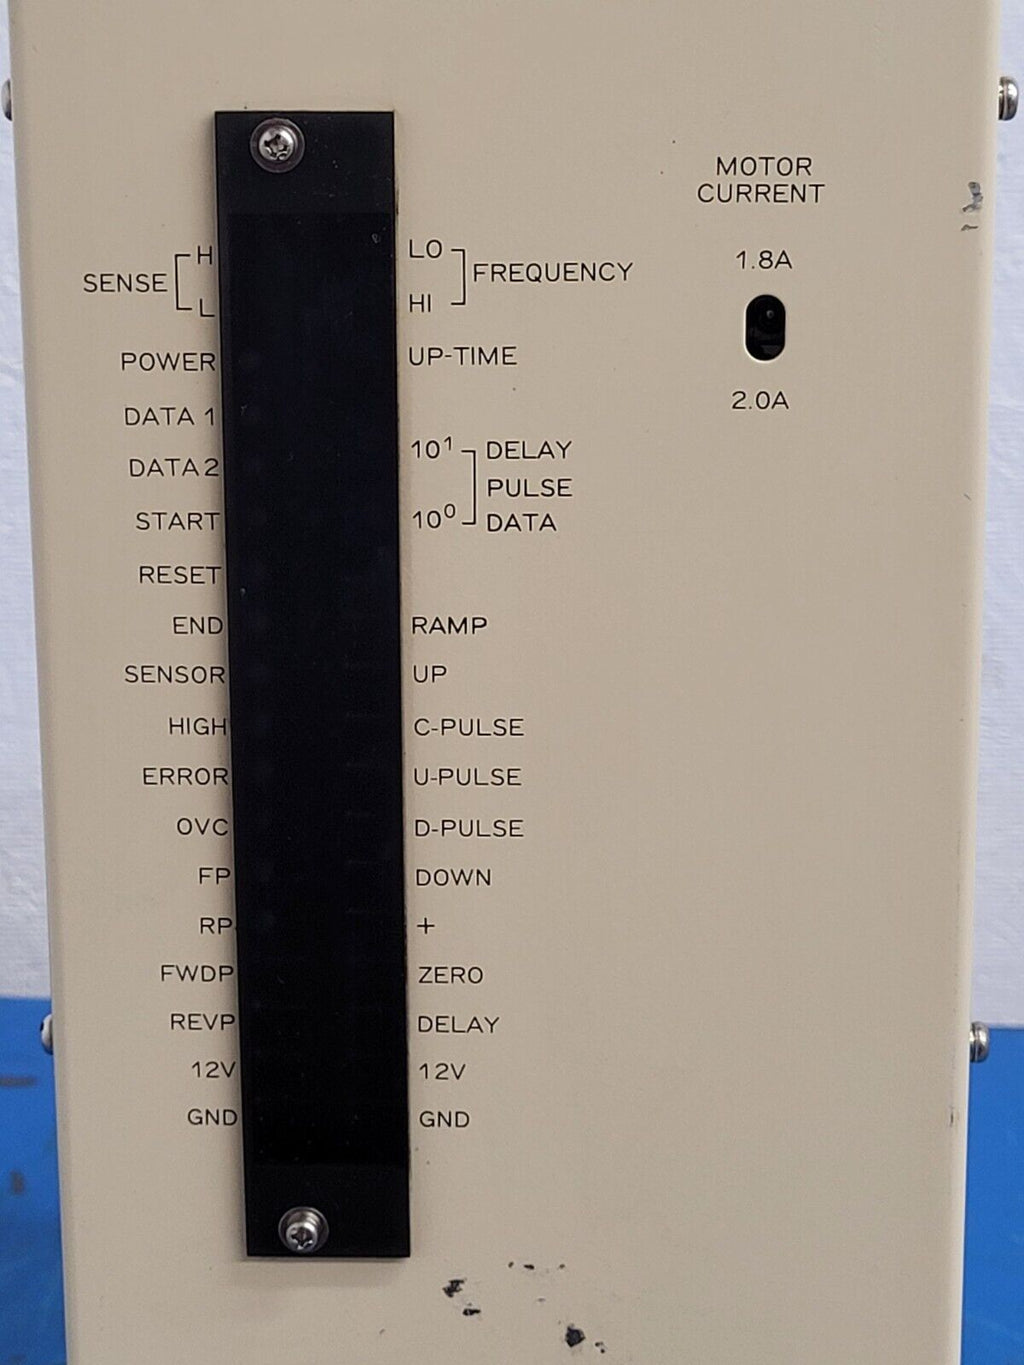 MOTOR
CURRENT
1.8A
2.0A
SENSE
H
L
POWER
DATA 1
DATA 2
START
RESET
END
SENSOR
HIGH
ERROR
OVC
FP
RP
FWDP
REVP
12V
GND
LO
HI
FREQUENCY
UP-TIME
10¹
10⁰
DELAY
PULSE
DATA
RAMP
UP
C-PULSE
U-PULSE
D-PULSE
DOWN
+
ZERO
DELAY
12V
GND